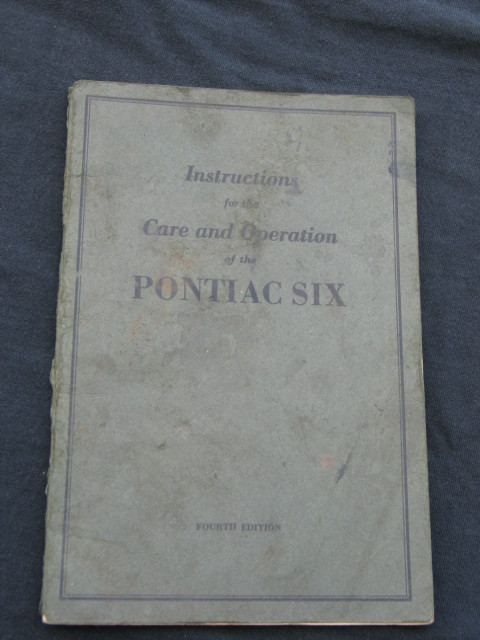 Instructions
for the
Care and Operation
of the
PONTIAC SIX
FOURTH EDITION